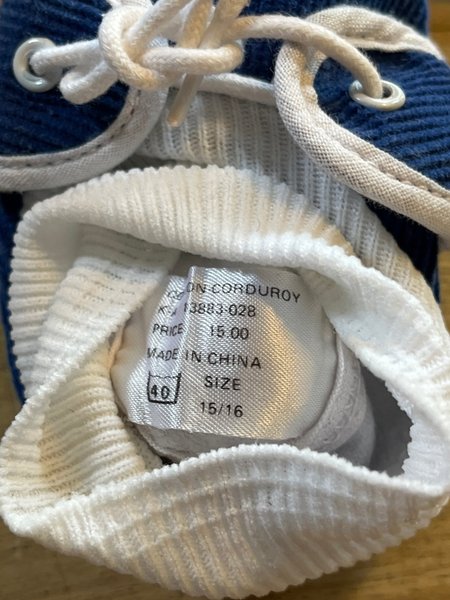 CORDUROY
13883-028
PRICE 15.00
MADE IN CHINA
40 SIZE
15/16